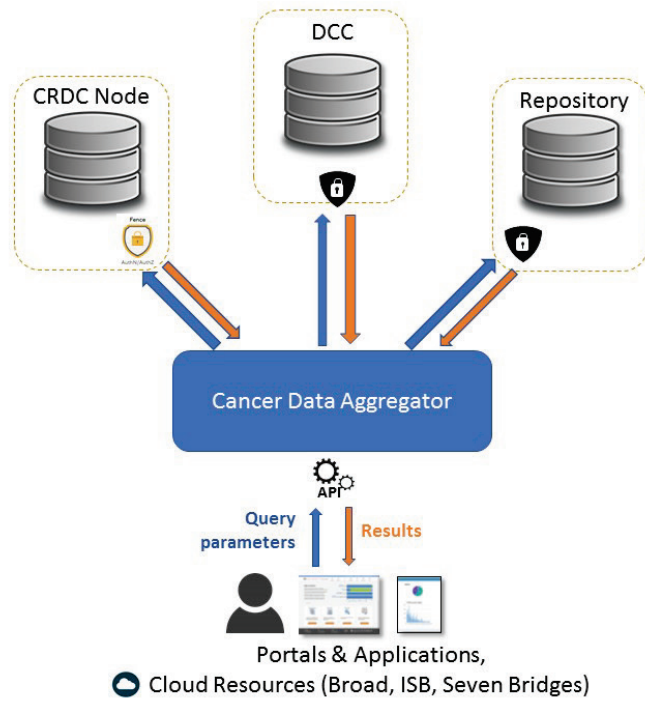 DCC
CRDC Node
Repository
Fence
AuthN/AuthZ
Cancer Data Aggregator
API
Query
parameters
Results
Portals & Applications,
Cloud Resources (Broad, ISB, Seven Bridges)